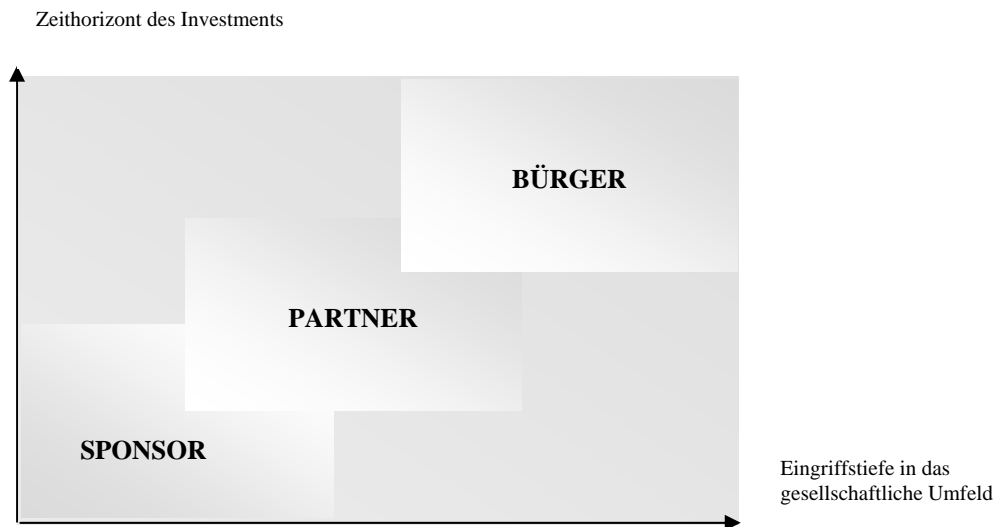 Zeithorizont des Investments
BÜRGER
PARTNER
SPONSOR
Eingriffstiefe in das
gesellschaftliche Umfeld